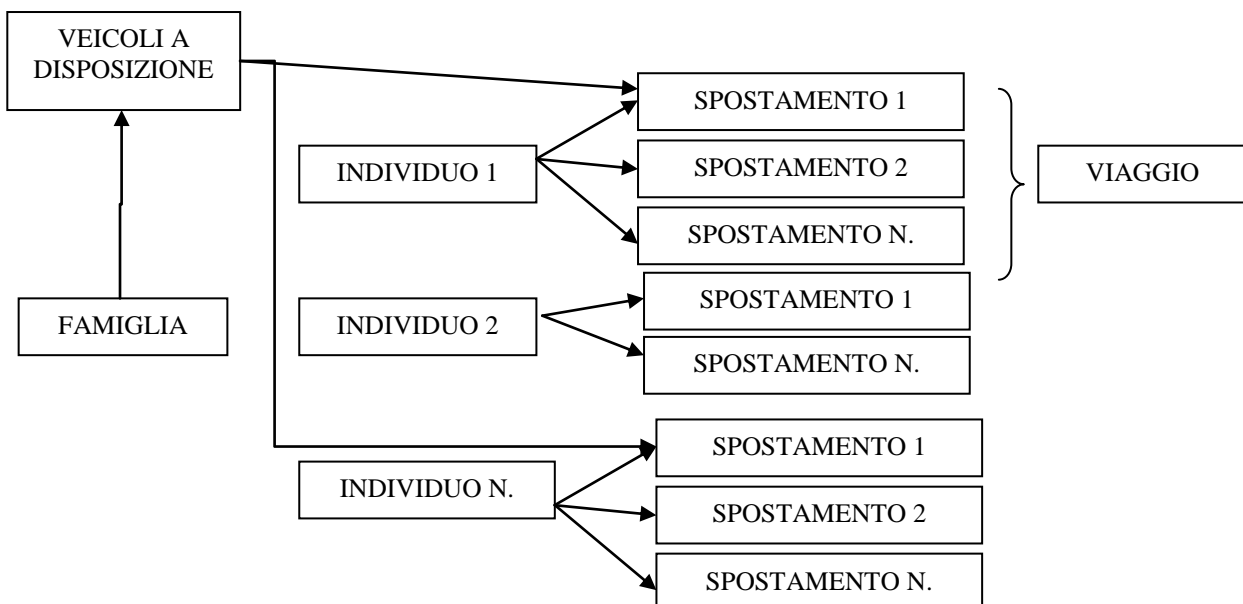 VEICOLI A
DISPOSIZIONE
SPOSTAMENTO 1
INDIVIDUO 1
SPOSTAMENTO 2
VIAGGIO
SPOSTAMENTO N.
FAMIGLIA
INDIVIDUO 2
SPOSTAMENTO 1
SPOSTAMENTO N.
SPOSTAMENTO 1
INDIVIDUO N.
SPOSTAMENTO 2
SPOSTAMENTO N.